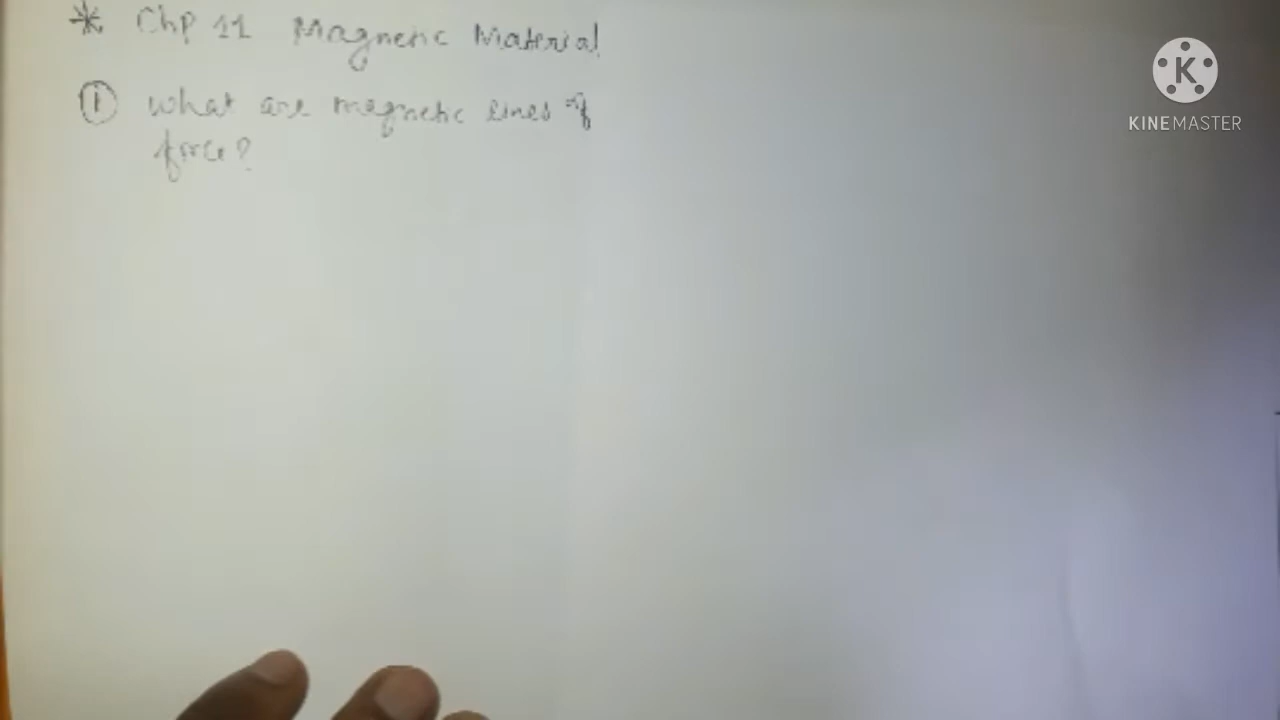 * Chp 11 Magnetic Material
① What are magnetic lines of
force?
K
KINEMASTER